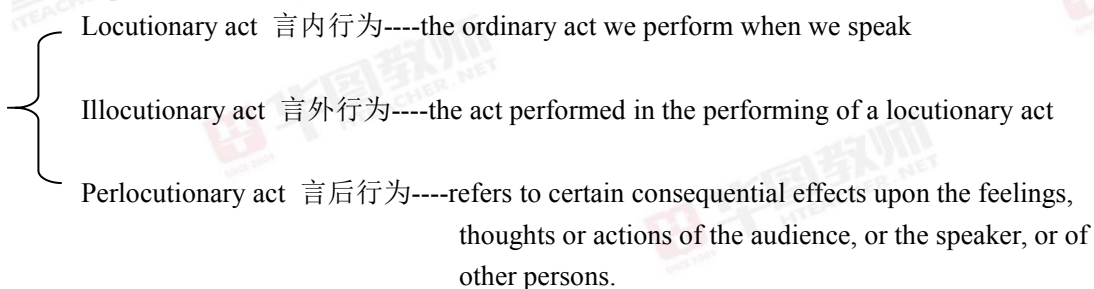 Locutionary act 言内行为----the ordinary act we perform when we speak
Illocutionary act 言外行为----the act performed in the performing of a locutionary act
Perlocutionary act 言后行为----refers to certain consequential effects upon the feelings,
thoughts or actions of the audience, or the speaker, or of
other persons.